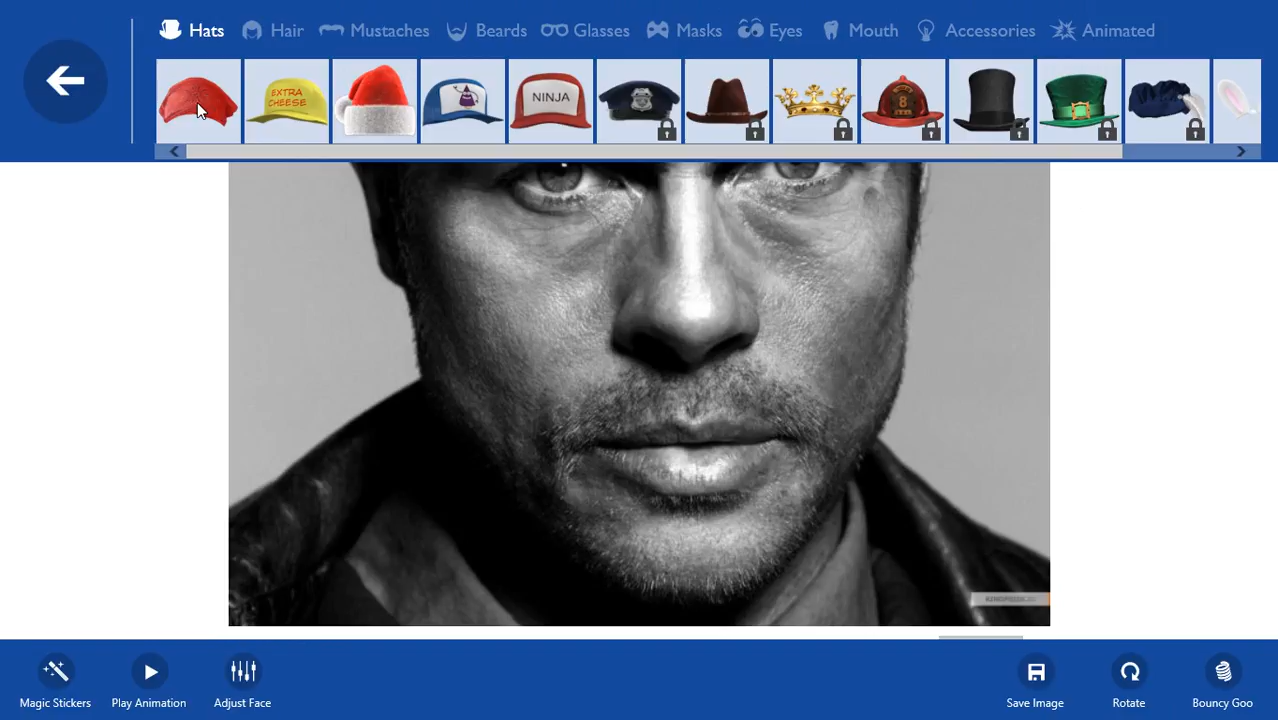 Hats Hair Mustaches Beards Glasses Masks Eyes Mouth Accessories Animated
EXTRA
CHEESE
NINJA
8
Magic Stickers Play Animation Adjust Face Save Image Rotate Bouncy Goo